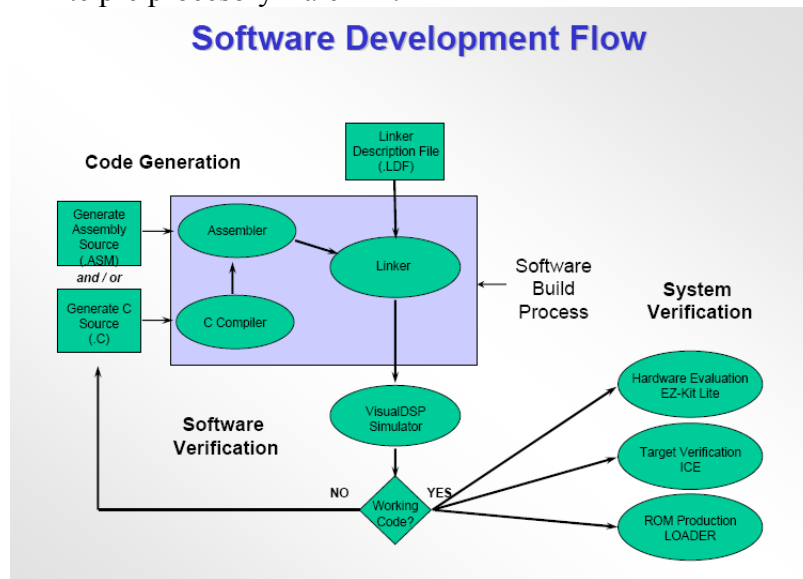 Software Development Flow
Code Generation
Linker
Description File
(.LDF)
Generate
Assembly
Source
(.ASM)
and / or
Generate C
Source
(.C)
Assembler
C Compiler
Linker
Software
Build
Process
System
Verification
Software
Verification
VisualDSP
Simulator
Working
Code?
NO
YES
Hardware Evaluation
EZ-Kit Lite
Target Verification
ICE
ROM Production
LOADER